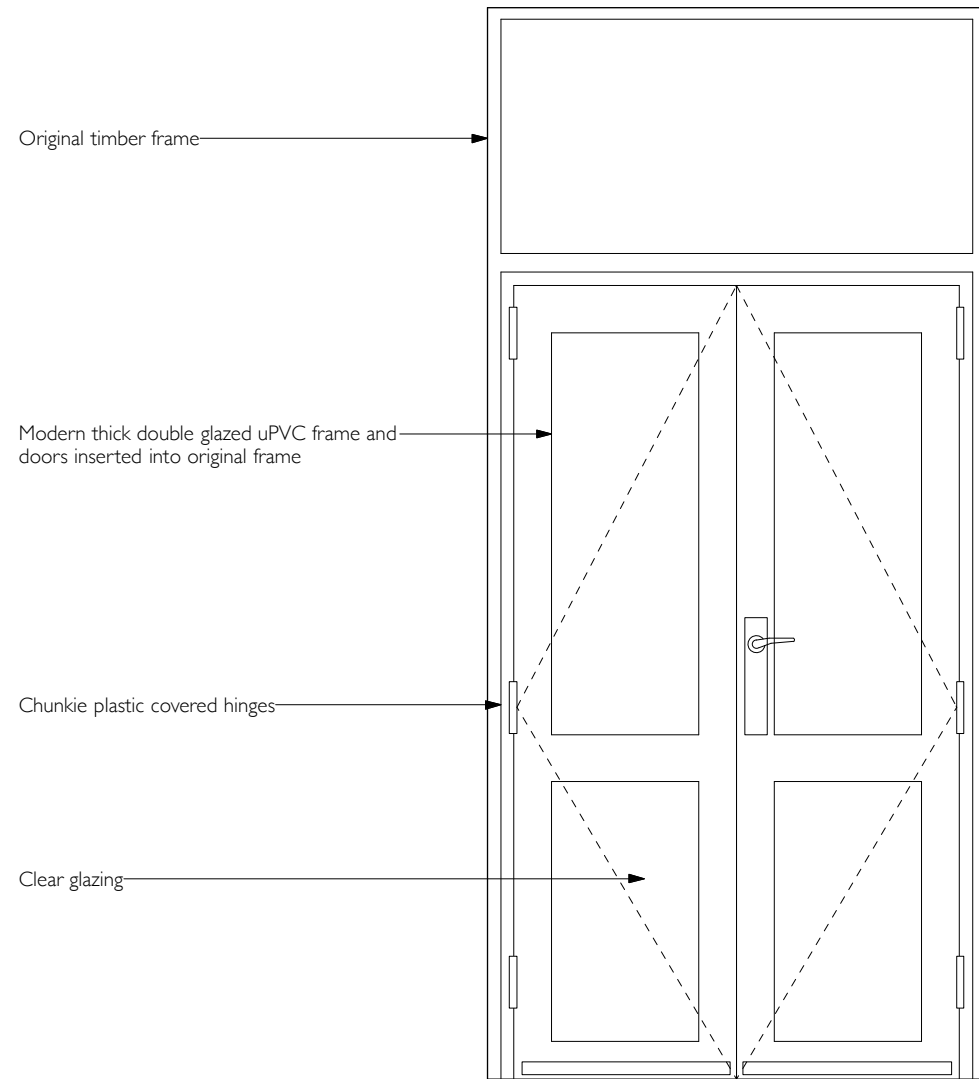 Original timber frame
Modern thick double glazed uPVC frame and
doors inserted into original frame
Chunkie plastic covered hinges
Clear glazing